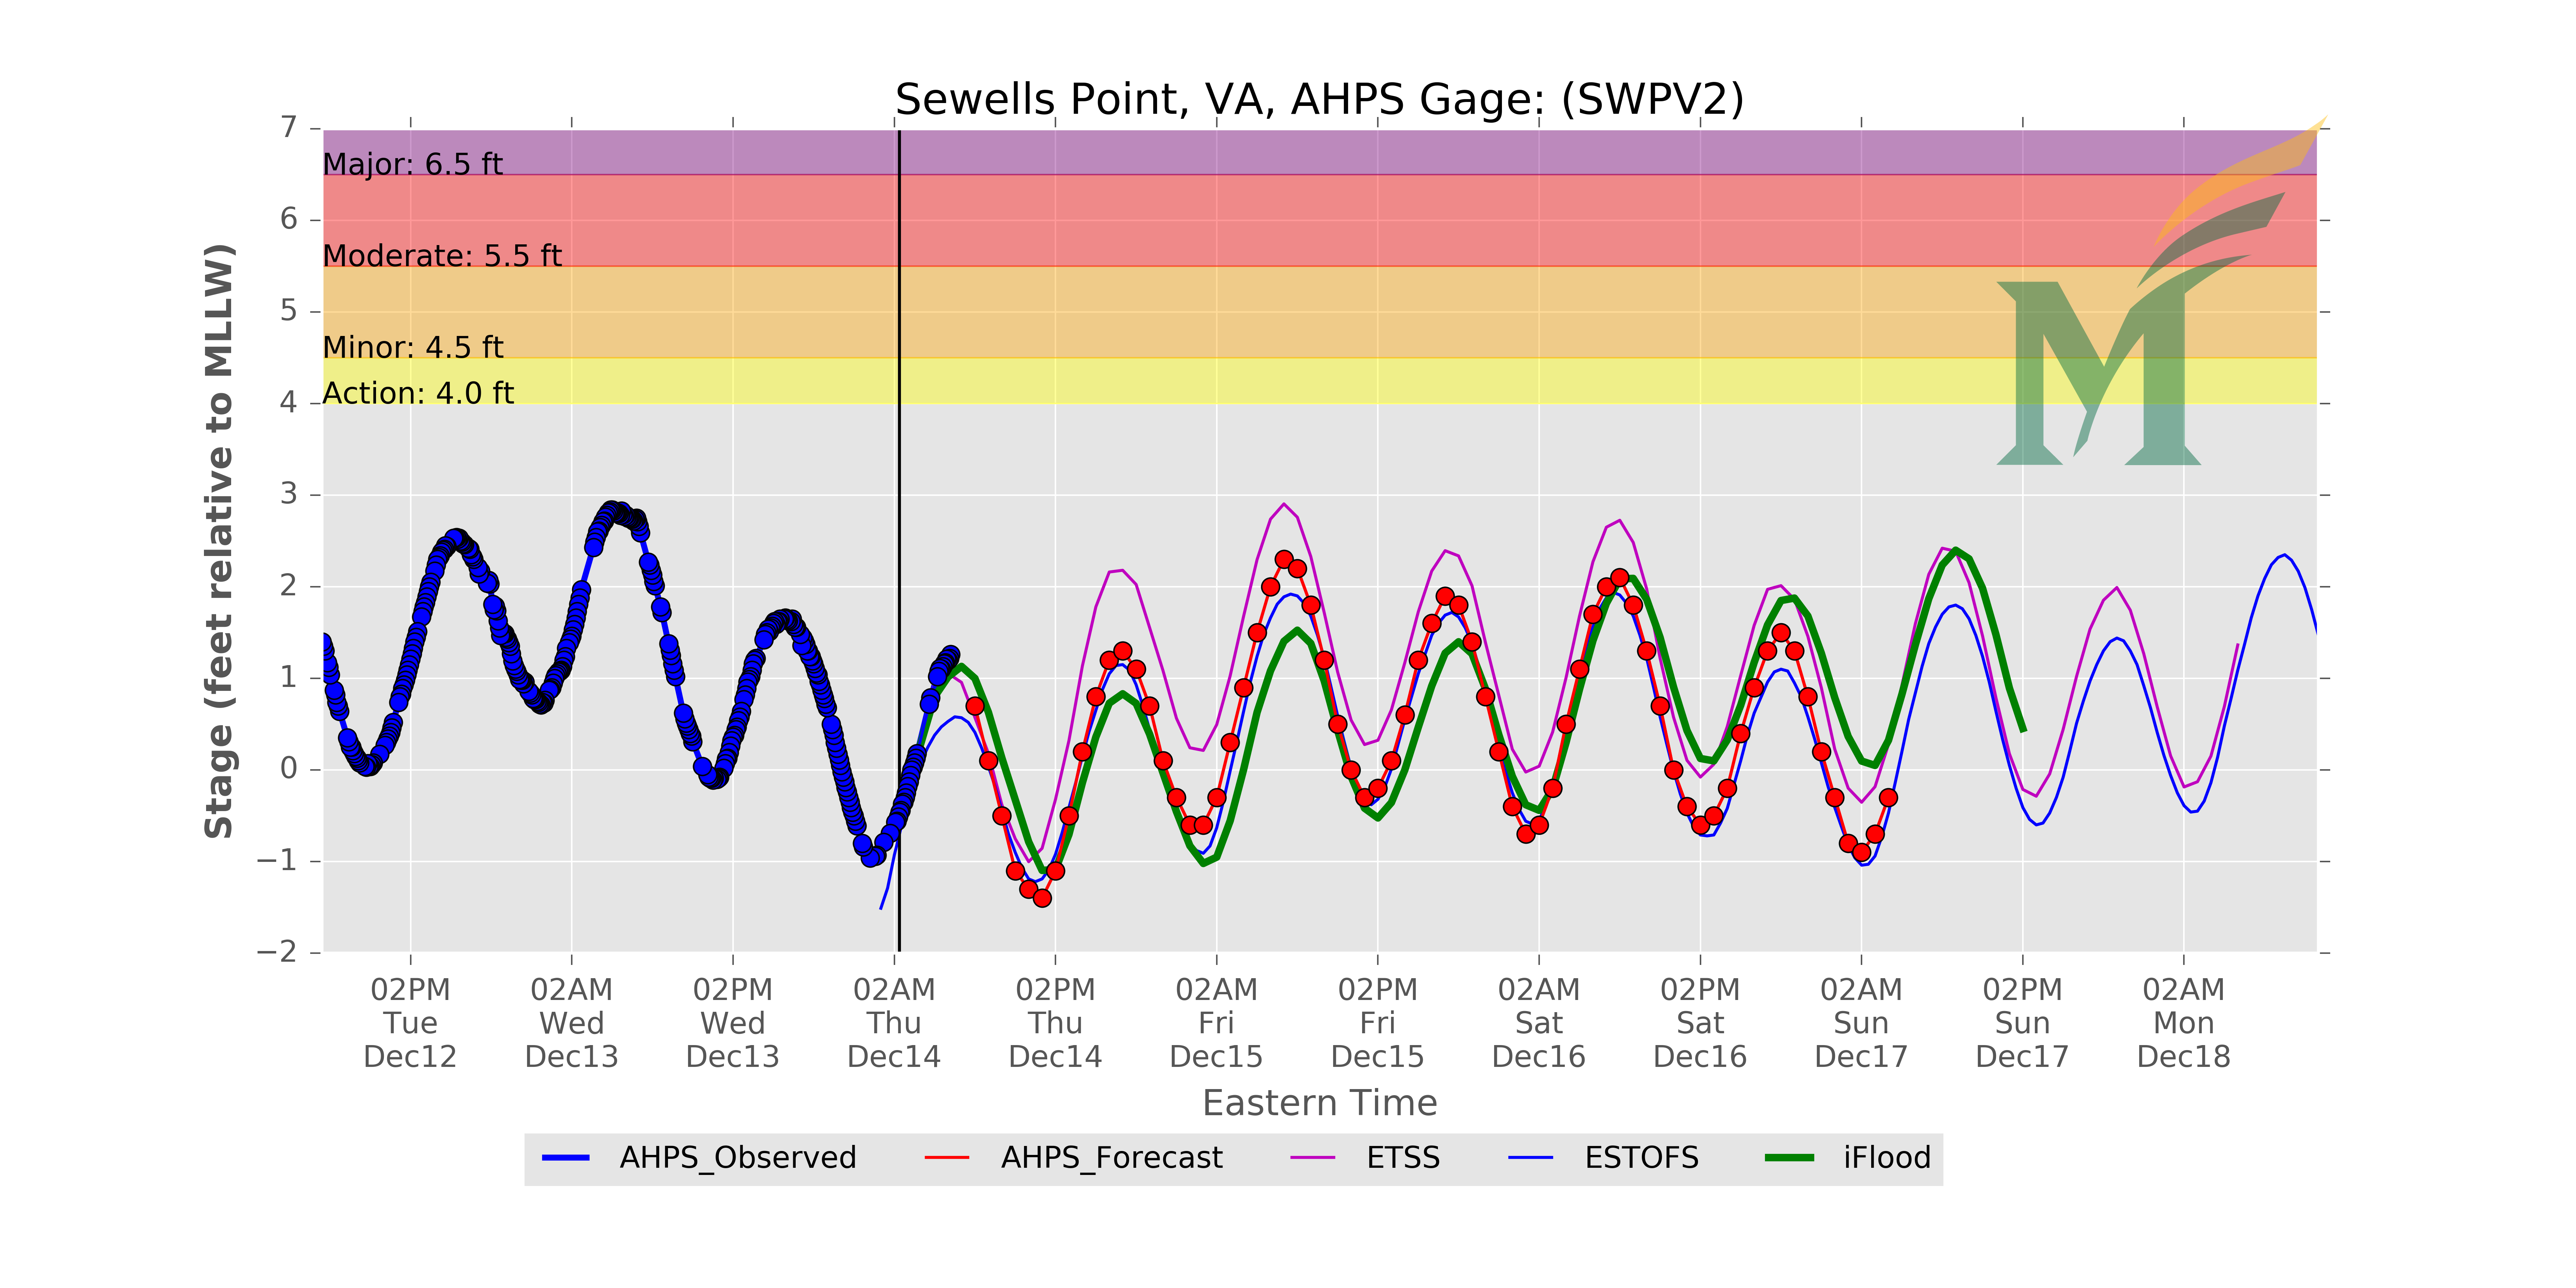 Sewells Point, VA, AHPS Gage: (SWPV2)
Stage (feet relative to MLLW)
7
6
5
4
3
2
1
0
−1
−2
Major: 6.5 ft
Moderate: 5.5 ft
Minor: 4.5 ft
Action: 4.0 ft
M
02PM 02AM 02PM 02AM 02PM 02AM 02PM 02AM 02PM 02AM 02PM 02AM
Tue Wed Wed Thu Thu Fri Fri Sat Sat Sun Sun Mon
Dec12 Dec13 Dec13 Dec14 Dec14 Dec15 Dec15 Dec16 Dec16 Dec17 Dec17 Dec18
Eastern Time
AHPS_Observed AHPS_Forecast ETSS ESTOFS iFlood